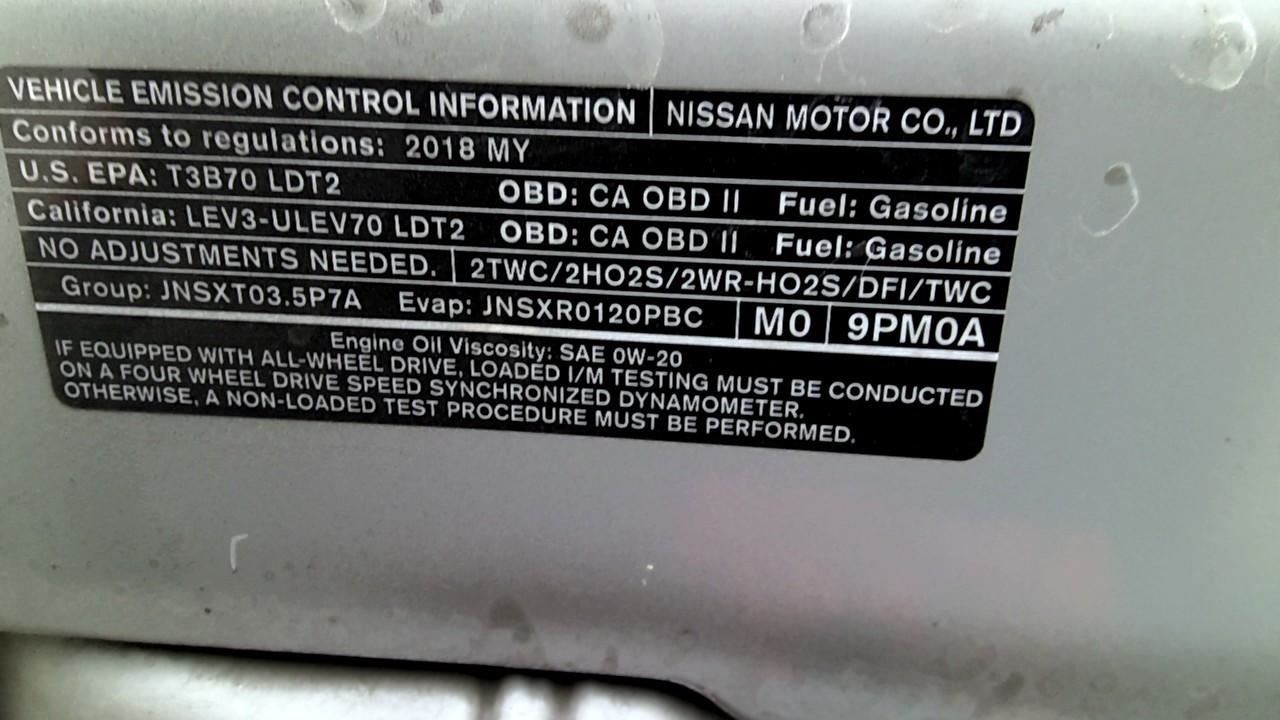 VEHICLE EMISSION CONTROL INFORMATION NISSAN MOTOR CO., LTD
Conforms to regulations: 2018 MY
U.S. EPA: T3B70 LDT2 OBD: CA OBD II Fuel: Gasoline
California: LEV3-ULEV70 LDT2 OBD: CA OBD II Fuel: Gasoline
NO ADJUSTMENTS NEEDED. 2TWC/2HO2S/2WR-HO2S/DFI/TWC
Group: JNSXT03.5P7A Evap: JNSXR0120PBC M0 9PM0A
Engine Oil Viscosity: SAE 0W-20
IF EQUIPPED WITH ALL-WHEEL DRIVE, LOADED I/M TESTING MUST BE CONDUCTED
ON A FOUR WHEEL DRIVE SPEED SYNCHRONIZED DYNAMOMETER.
OTHERWISE, A NON-LOADED TEST PROCEDURE MUST BE PERFORMED.